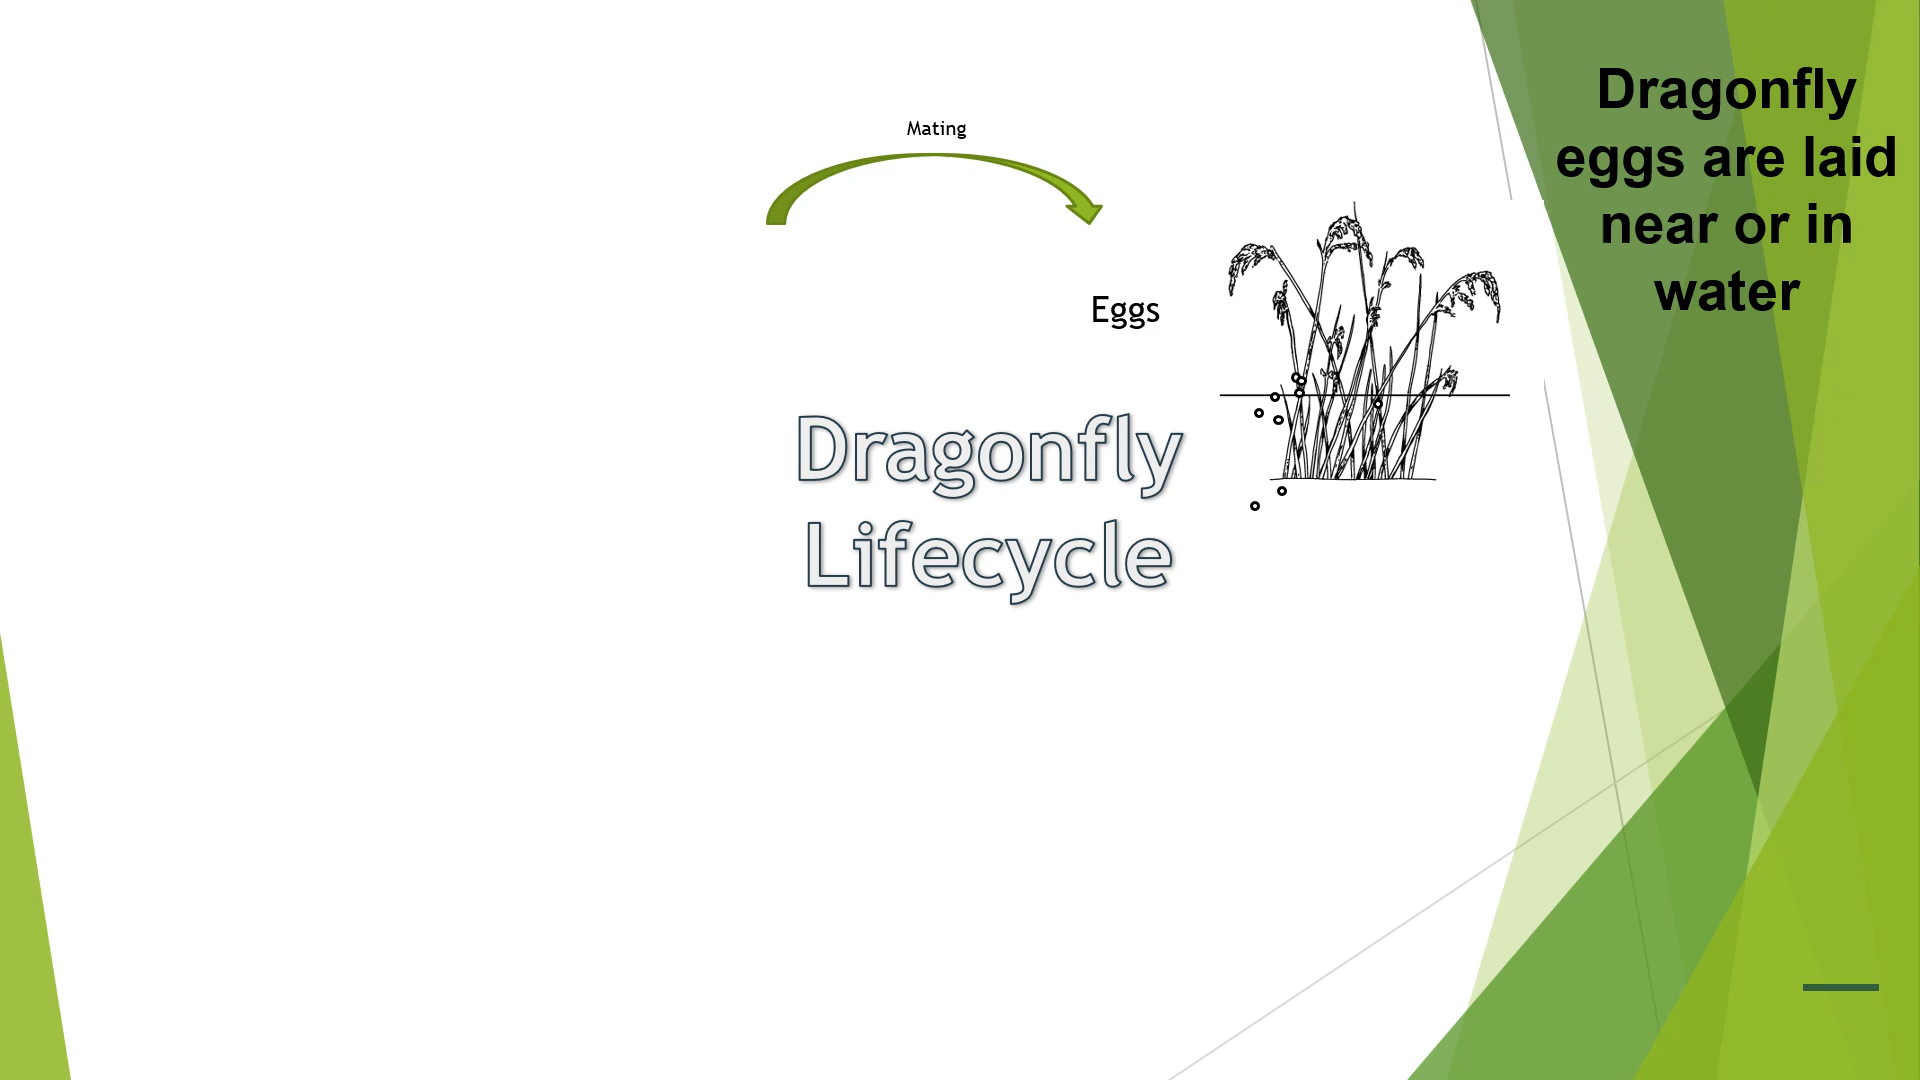 Mating
Eggs
Dragonfly
Lifecycle
Dragonfly
eggs are laid
near or in
water